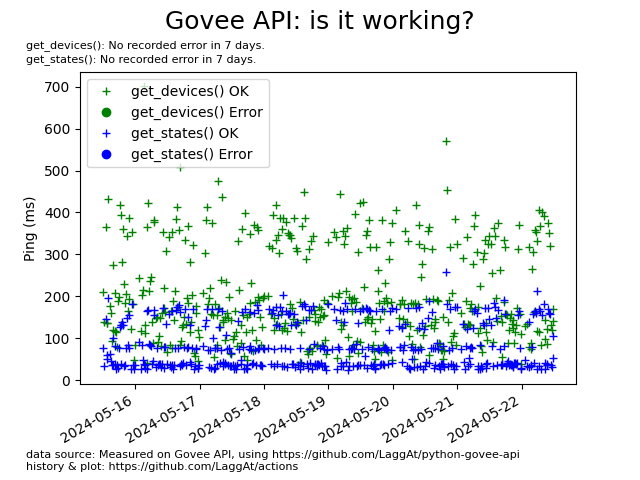 Govee API: is it working?
get_devices(): No recorded error in 7 days.
get_states(): No recorded error in 7 days.
700
600
500
400
300
200
100
0
Ping (ms)
get_devices() OK
get_devices() Error
get_states() OK
get_states() Error
2024-05-16
2024-05-17
2024-05-18
2024-05-19
2024-05-20
2024-05-21
2024-05-22
data source: Measured on Govee API, using https://github.com/LaggAt/python-govee-api
history & plot: https://github.com/LaggAt/actions